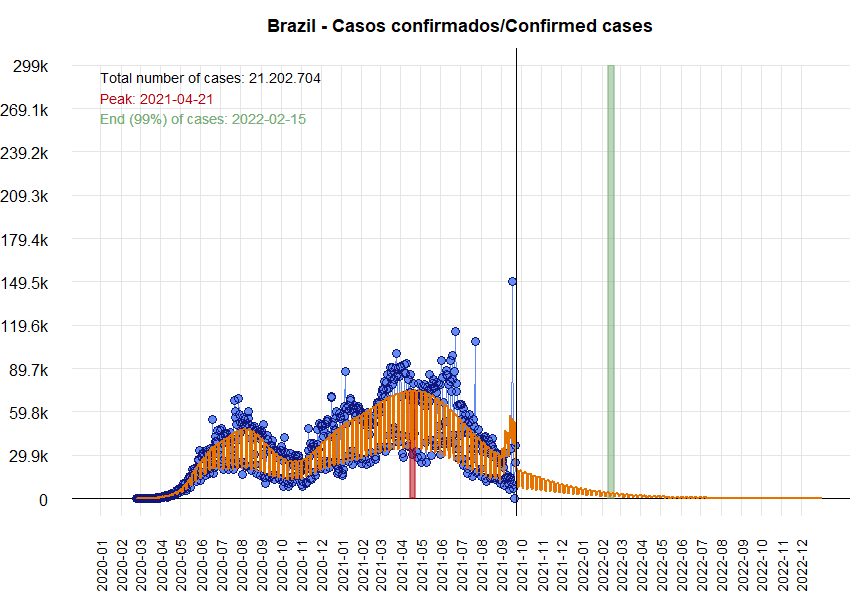 Brazil - Casos confirmados/Confirmed cases
299k
269.1k
239.2k
209.3k
179.4k
149.5k
119.6k
89.7k
59.8k
29.9k
0
Total number of cases: 21.202.704
Peak: 2021-04-21
End (99%) of cases: 2022-02-15
2020-01
2020-02
2020-03
2020-04
2020-05
2020-06
2020-07
2020-08
2020-09
2020-10
2020-11
2020-12
2021-01
2021-02
2021-03
2021-04
2021-05
2021-06
2021-07
2021-08
2021-09
2021-10
2021-11
2021-12
2022-01
2022-02
2022-03
2022-04
2022-05
2022-06
2022-07
2022-08
2022-09
2022-10
2022-11
2022-12